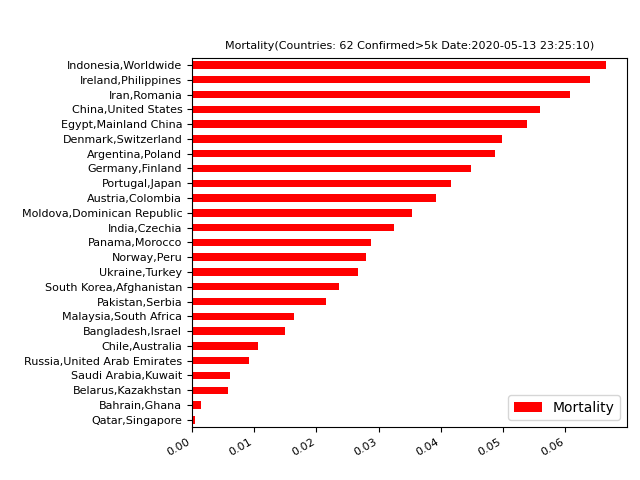 Mortality(Countries: 62 Confirmed>5k Date:2020-05-13 23:25:10)
Indonesia,Worldwide
Ireland,Philippines
Iran,Romania
China,United States
Egypt,Mainland China
Denmark,Switzerland
Argentina,Poland
Germany,Finland
Portugal,Japan
Austria,Colombia
Moldova,Dominican Republic
India,Czechia
Panama,Morocco
Norway,Peru
Ukraine,Turkey
South Korea,Afghanistan
Pakistan,Serbia
Malaysia,South Africa
Bangladesh,Israel
Chile,Australia
Russia,United Arab Emirates
Saudi Arabia,Kuwait
Belarus,Kazakhstan
Bahrain,Ghana
Qatar,Singapore
Mortality
0.00 0.01 0.02 0.03 0.04 0.05 0.06